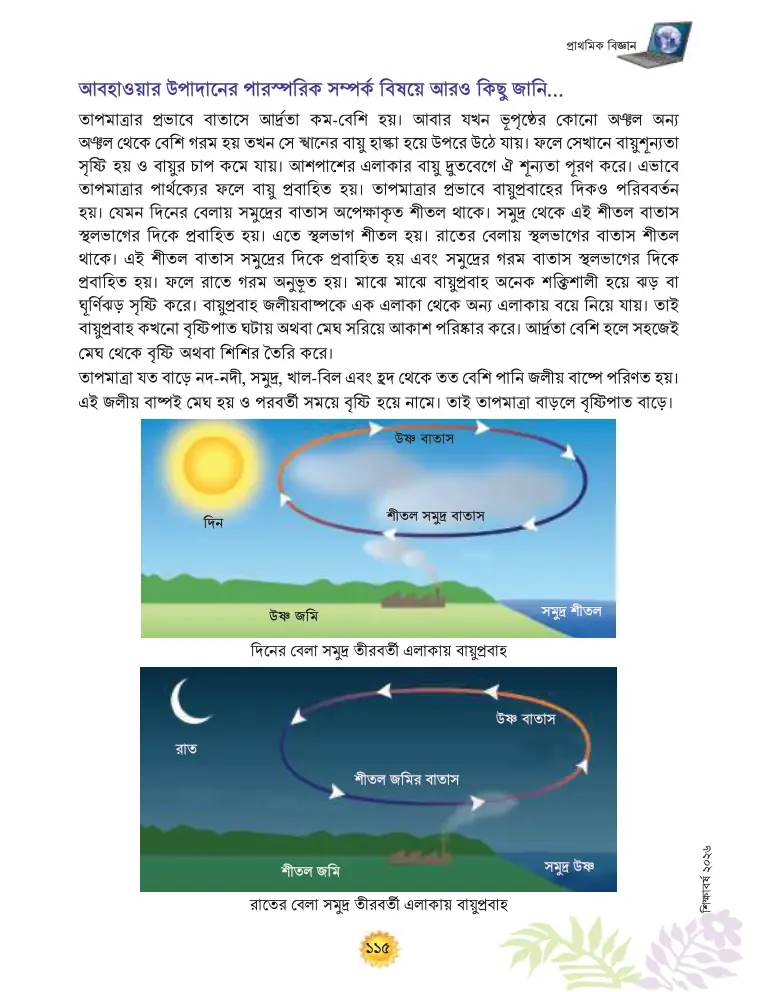 প্রাথমিক বিজ্ঞান
আবহাওয়ার উপাদানের পারস্পরিক সম্পর্ক বিষয়ে আরও কিছু জানি...
তাপমাত্রার প্রভাবে বাতাসে আর্দ্রতা কম-বেশি হয়। আবার যখন ভূপৃষ্ঠের কোনো অঞ্চল অন্য
অঞ্চল থেকে বেশি গরম হয় তখন সে স্থানের বায়ু হাল্কা হয়ে উপরে উঠে যায়। ফলে সেখানে বায়ুশূন্যতা
সৃষ্টি হয় ও বায়ুর চাপ কমে যায়। আশপাশের এলাকার বায়ু দ্রুতবেগে ঐ শূন্যতা পূরণ করে। এভাবে
তাপমাত্রার পার্থক্যের ফলে বায়ু প্রবাহিত হয়। তাপমাত্রার প্রভাবে বায়ুপ্রবাহের দিকও পরিববর্তন
হয়। যেমন দিনের বেলায় সমুদ্রের বাতাস অপেক্ষাকৃত শীতল থাকে। সমুদ্র থেকে এই শীতল বাতাস
স্থলভাগের দিকে প্রবাহিত হয়। এতে স্থলভাগ শীতল হয়। রাতের বেলায় স্থলভাগের বাতাস শীতল
থাকে। এই শীতল বাতাস সমুদ্রের দিকে প্রবাহিত হয় এবং সমুদ্রের গরম বাতাস স্থলভাগের দিকে
প্রবাহিত হয়। ফলে রাতে গরম অনুভূত হয়। মাঝে মাঝে বায়ুপ্রবাহ অনেক শক্তিশালী হয়ে ঝড় বা
ঘূর্ণিঝড় সৃষ্টি করে। বায়ুপ্রবাহ জলীয়বাষ্পকে এক এলাকা থেকে অন্য এলাকায় বয়ে নিয়ে যায়। তাই
বায়ুপ্রবাহ কখনো বৃষ্টিপাত ঘটায় অথবা মেঘ সরিয়ে আকাশ পরিষ্কার করে। আর্দ্রতা বেশি হলে সহজেই
মেঘ থেকে বৃষ্টি অথবা শিশির তৈরি করে।
তাপমাত্রা যত বাড়ে নদ-নদী, সমুদ্র, খাল-বিল এবং হ্রদ থেকে তত বেশি পানি জলীয় বাষ্পে পরিণত হয়।
এই জলীয় বাষ্পই মেঘ হয় ও পরবর্তী সময়ে বৃষ্টি হয়ে নামে। তাই তাপমাত্রা বাড়লে বৃষ্টিপাত বাড়ে।
উষ্ণ বাতাস
শীতল সমুদ্র বাতাস
দিন
সমুদ্র শীতল
উষ্ণ জমি
দিনের বেলা সমুদ্র তীরবর্তী এলাকায় বায়ুপ্রবাহ
উষ্ণ বাতাস
রাত
শীতল জমির বাতাস
সমুদ্র উষ্ণ
শীতল জমি
রাতের বেলা সমুদ্র তীরবর্তী এলাকায় বায়ুপ্রবাহ
শিক্ষাবর্ষ ২০২৬
১১৫